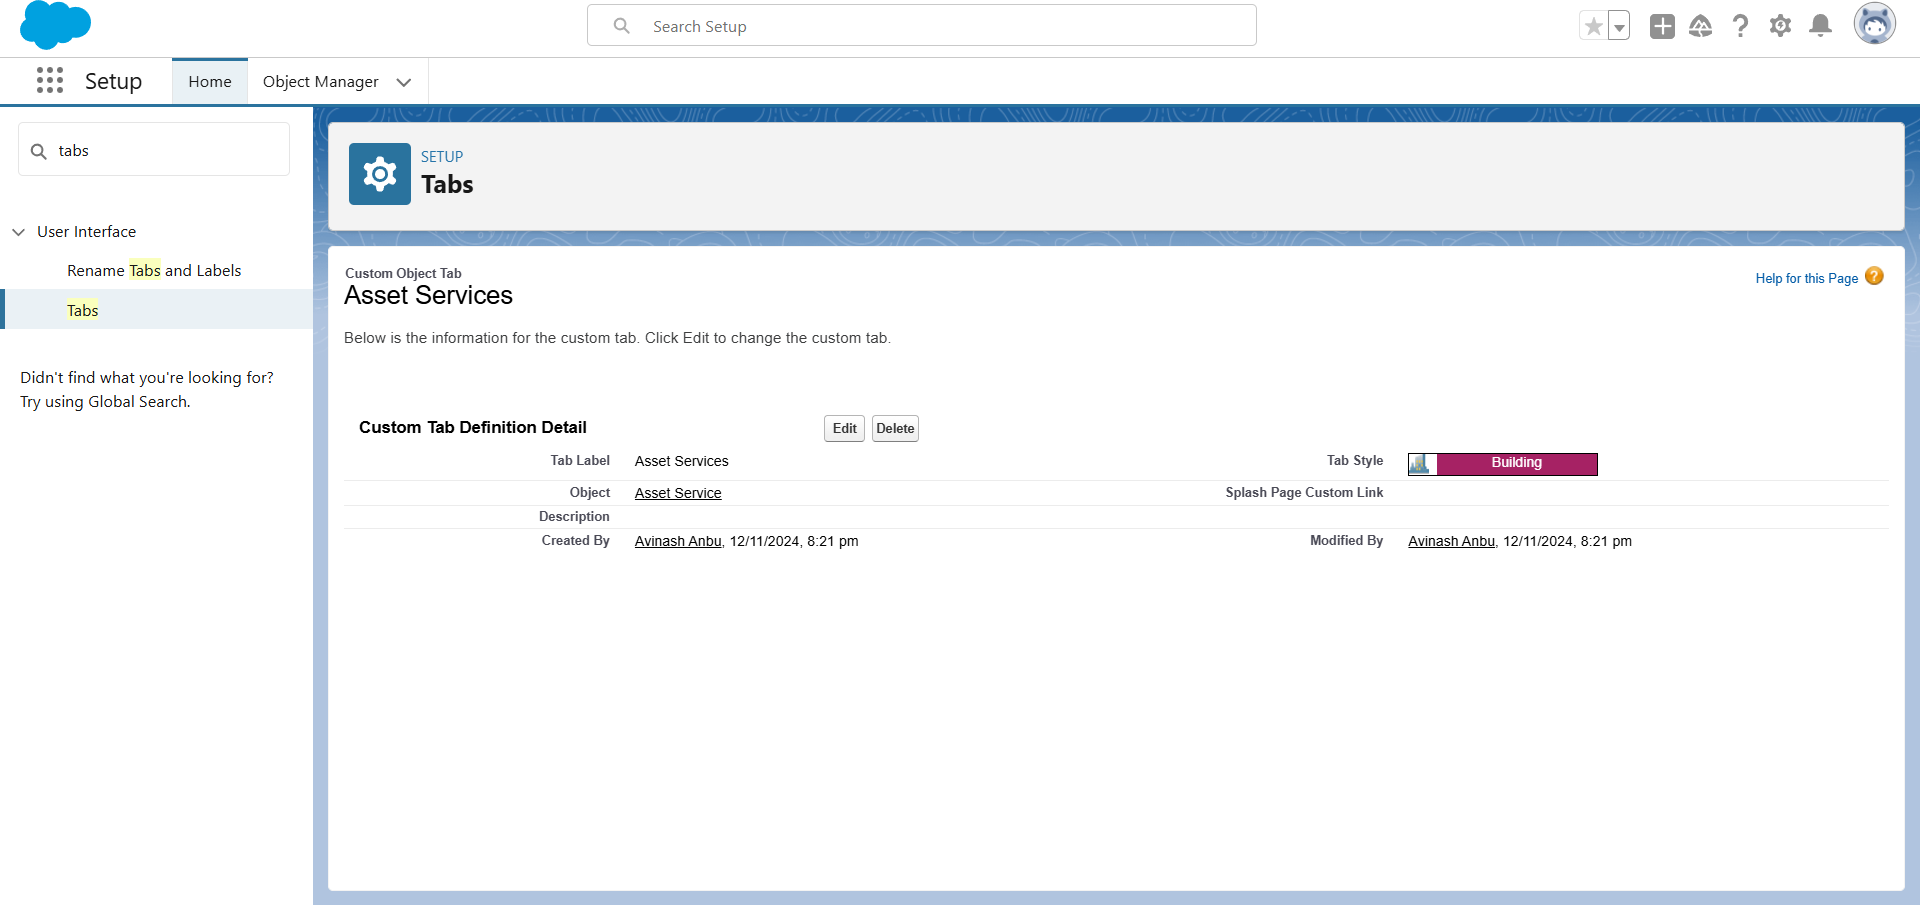 Search Setup
Setup
Home
Object Manager
tabs
User Interface
Rename Tabs and Labels
Tabs
Didn't find what you're looking for?
Try using Global Search.
SETUP
Tabs
Custom Object Tab
Asset Services
Help for this Page
Below is the information for the custom tab. Click Edit to change the custom tab.
Custom Tab Definition Detail
Edit
Delete
Tab Label
Asset Services
Tab Style
Building
Object
Asset Service
Splash Page Custom Link
Description
Created By
Avinash Anbu, 12/11/2024, 8:21 pm
Modified By
Avinash Anbu, 12/11/2024, 8:21 pm